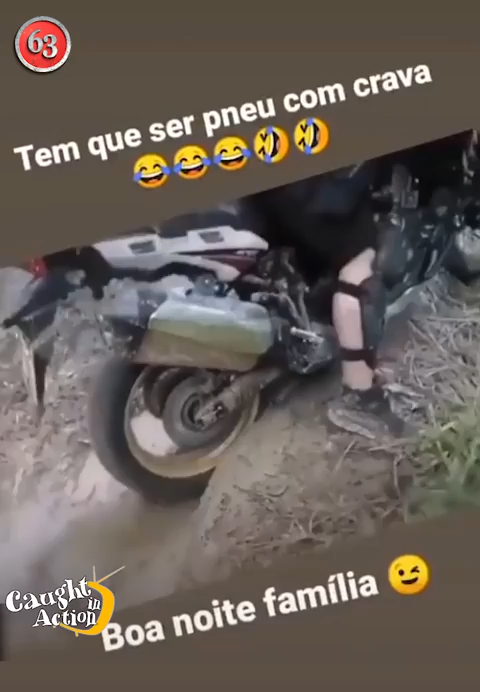 63
Tem que ser pneu com crava
😂😂😂🤣🤣
Caught
in
Action
Boa noite família 😉